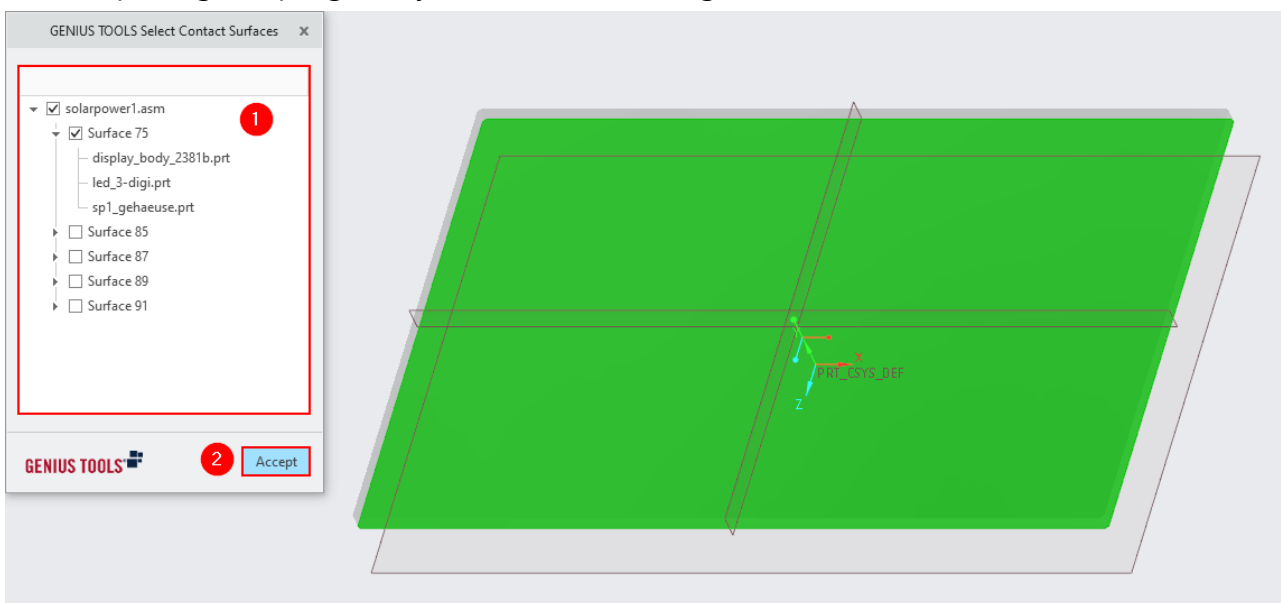 GENIUS TOOLS Select Contact Surfaces x
solarpower1.asm
1
Surface 75
display_body_2381b.prt
led_3-digi.prt
sp1_gehaeuse.prt
Surface 85
Surface 87
Surface 89
Surface 91
X
PRT_CSYS_DEF
Z
GENIUS TOOLS
2
Accept